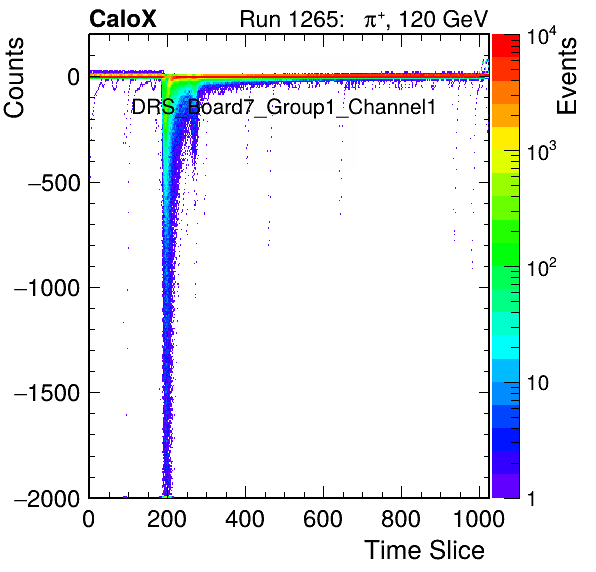 CaloX Run 1265: π⁺, 120 GeV
Counts
Events
DRS_Board7_Group1_Channel1
0
−500
−1000
−1500
−2000
0 200 400 600 800 1000
Time Slice
10⁴
10³
10²
10
1